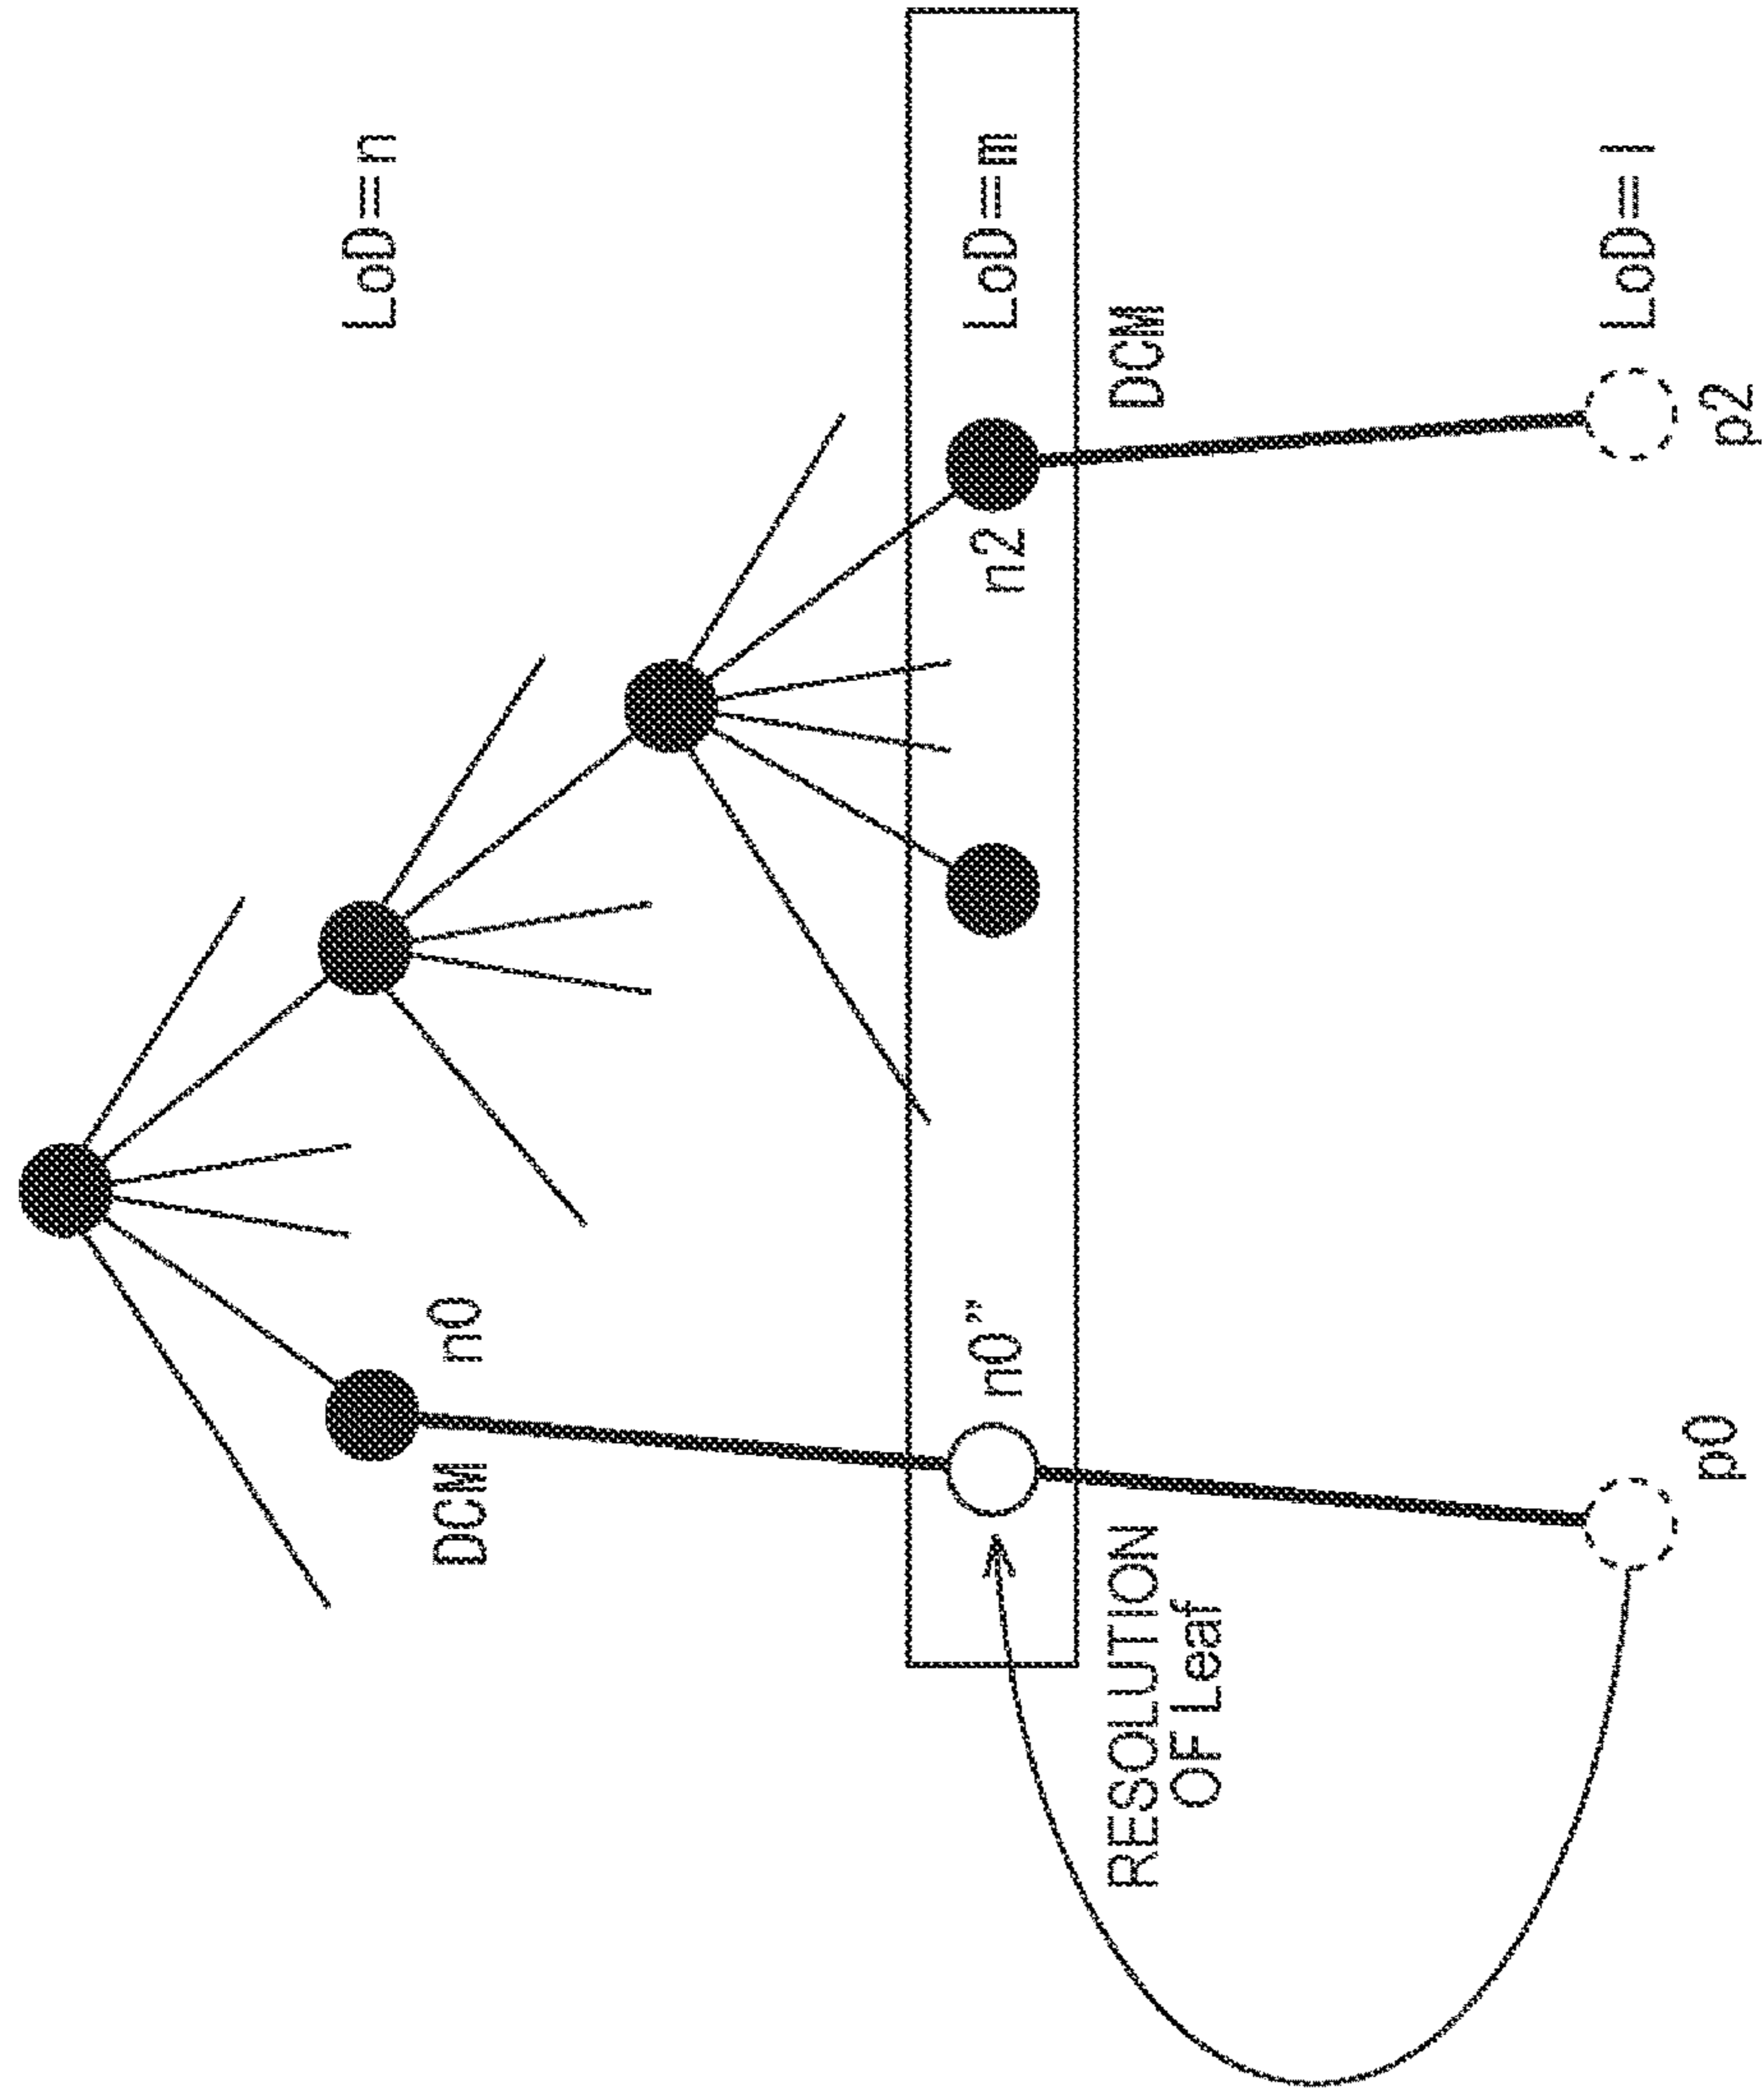 LoD=n
DCM
n0
n0”
n2
LoD=m
RESOLUTION
OF Leaf
DCM
LoD=l
p0
p2